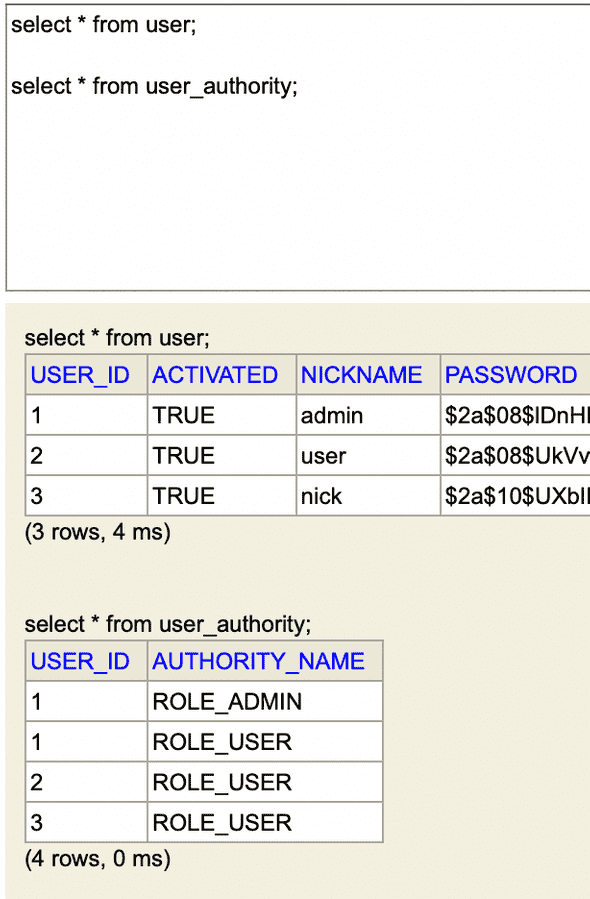 select * from user;
select * from user_authority;
select * from user;
USER_ID ACTIVATED NICKNAME PASSWORD
1 TRUE admin $2a$08$lDnH
2 TRUE user $2a$08$UkVv
3 TRUE nick $2a$10$UXbII
(3 rows, 4 ms)
select * from user_authority;
USER_ID AUTHORITY_NAME
1 ROLE_ADMIN
1 ROLE_USER
2 ROLE_USER
3 ROLE_USER
(4 rows, 0 ms)